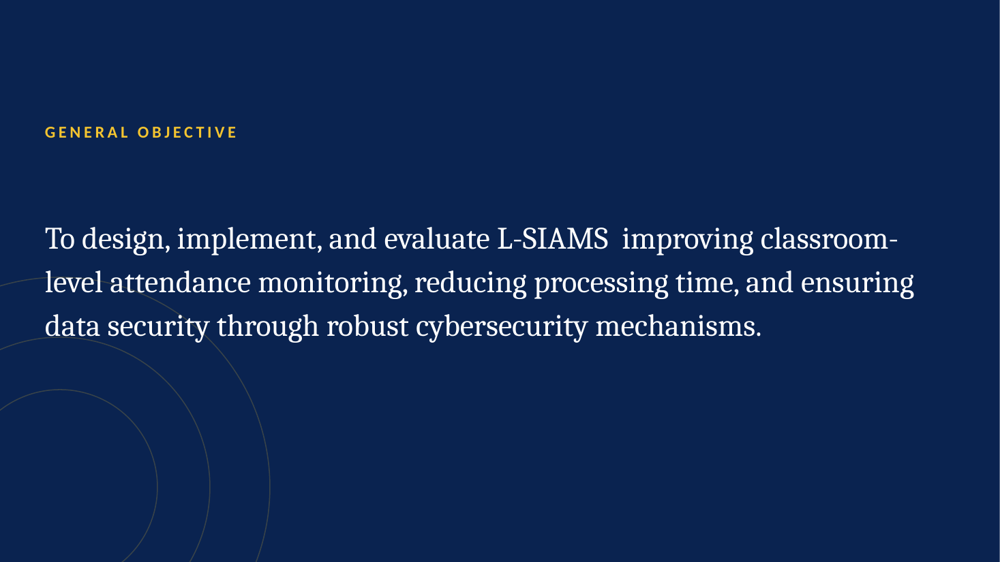 GENERAL OBJECTIVE
To design, implement, and evaluate L-SIAMS  improving classroom-
level attendance monitoring, reducing processing time, and ensuring
data security through robust cybersecurity mechanisms.